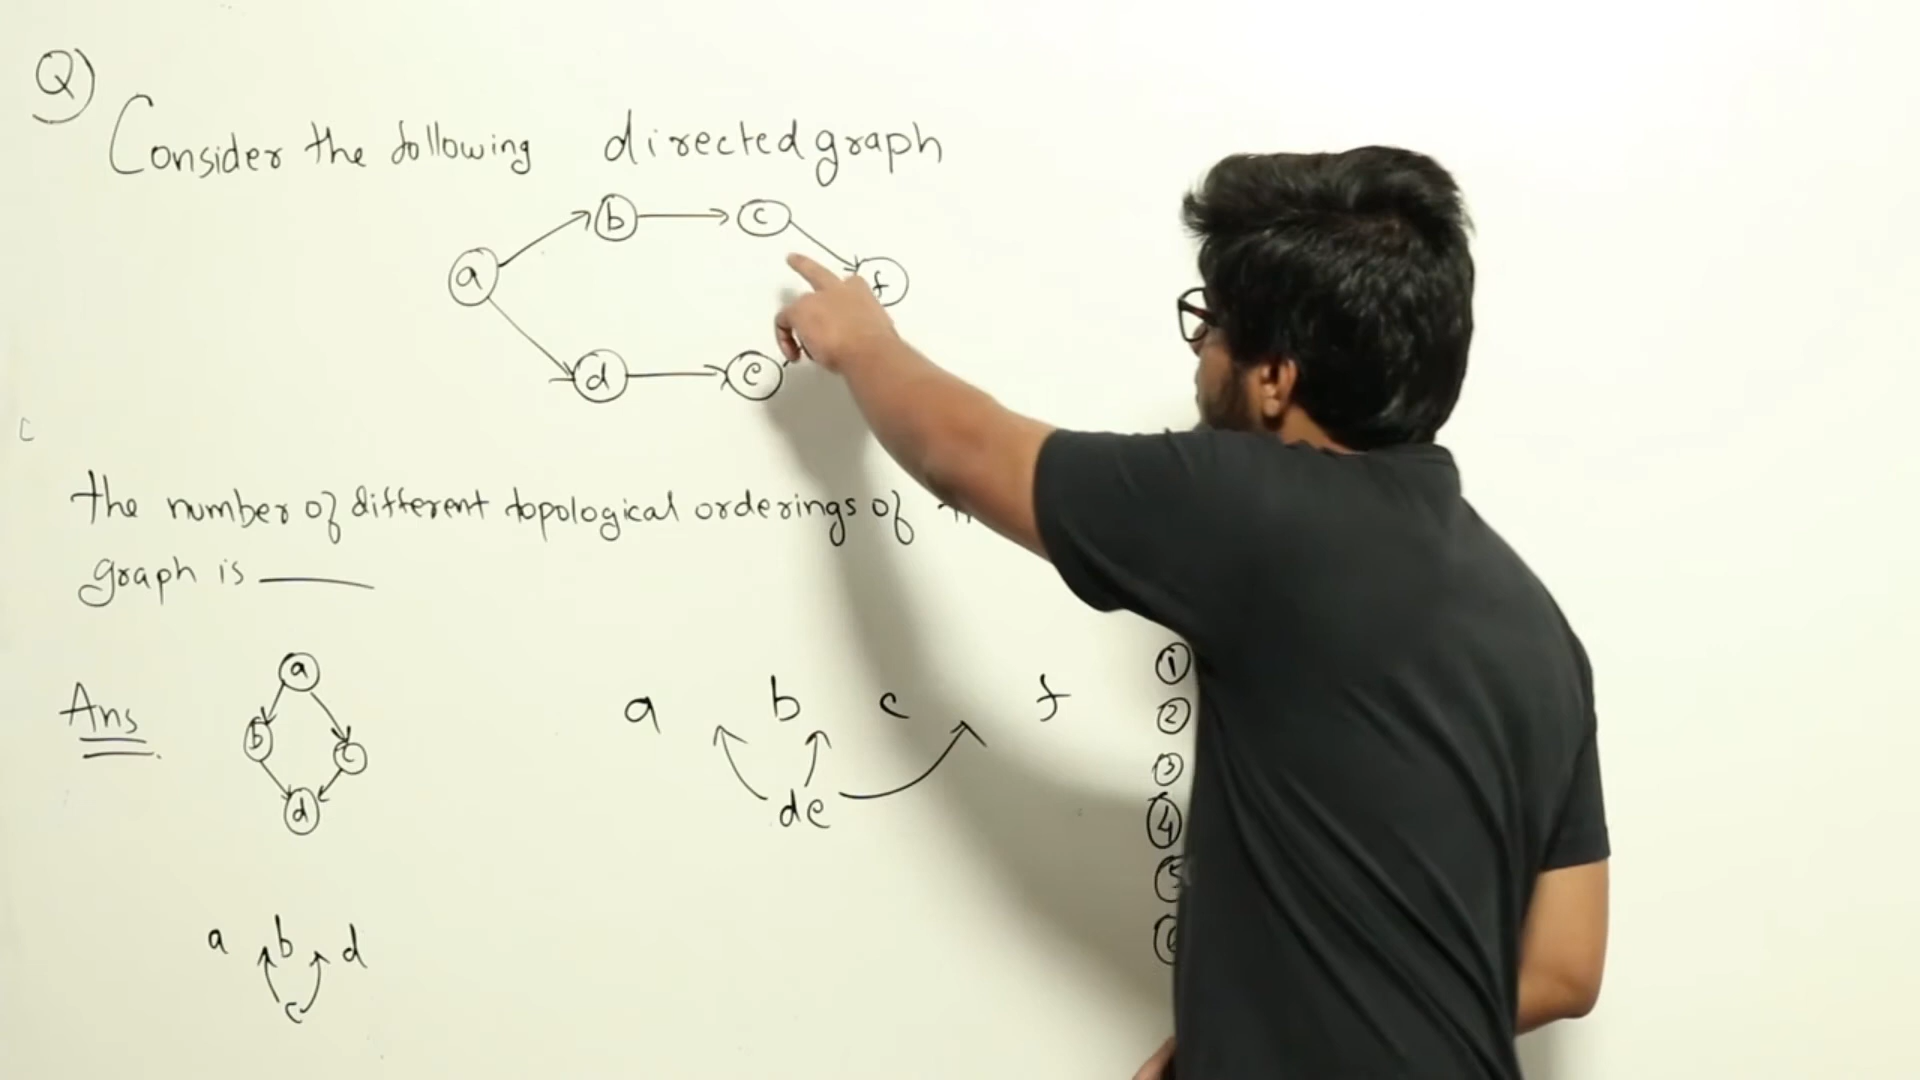 Q)
Consider the following directed graph
b c
a f
d e
the number of different topological orderings of
graph is ____
Ans
a
b c
d
a b c f
de
a b d
c
①
②
③
④
⑤
⑥